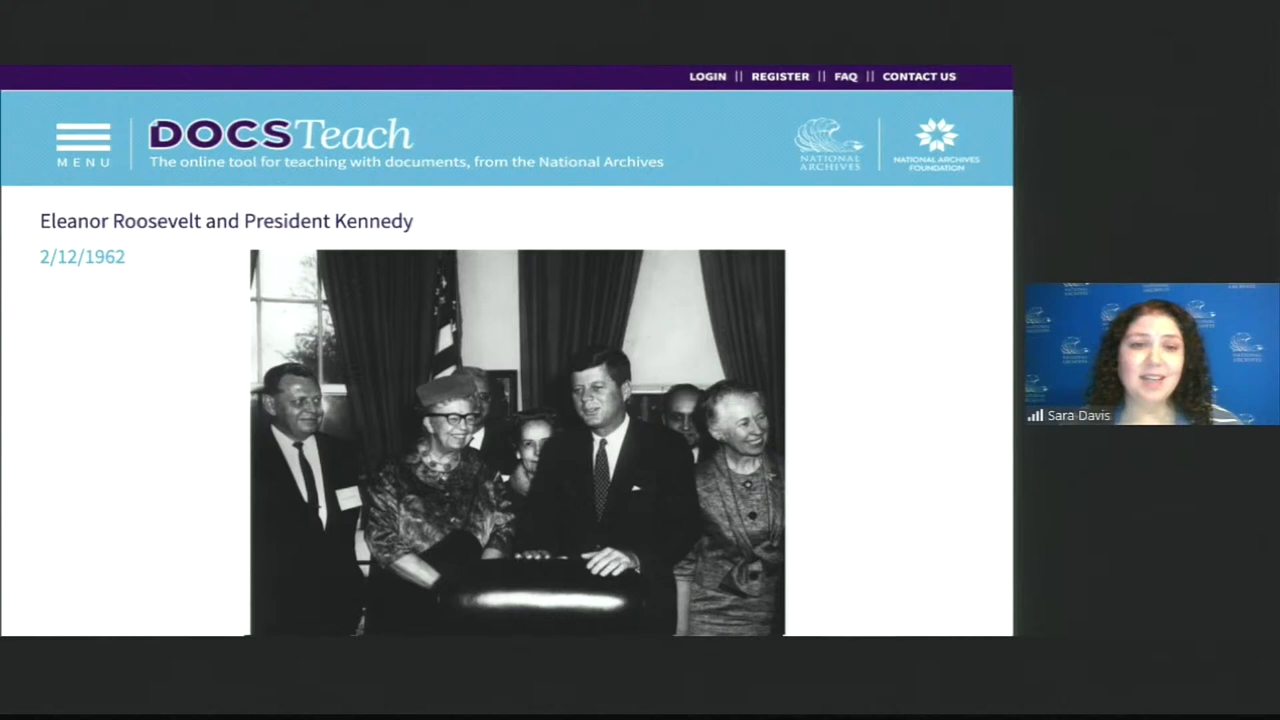 LOGIN || REGISTER || FAQ || CONTACT US
MENU
DOCSTeach
The online tool for teaching with documents, from the National Archives
NATIONAL
ARCHIVES
NATIONAL ARCHIVES
FOUNDATION
Eleanor Roosevelt and President Kennedy
2/12/1962
Sara Davis